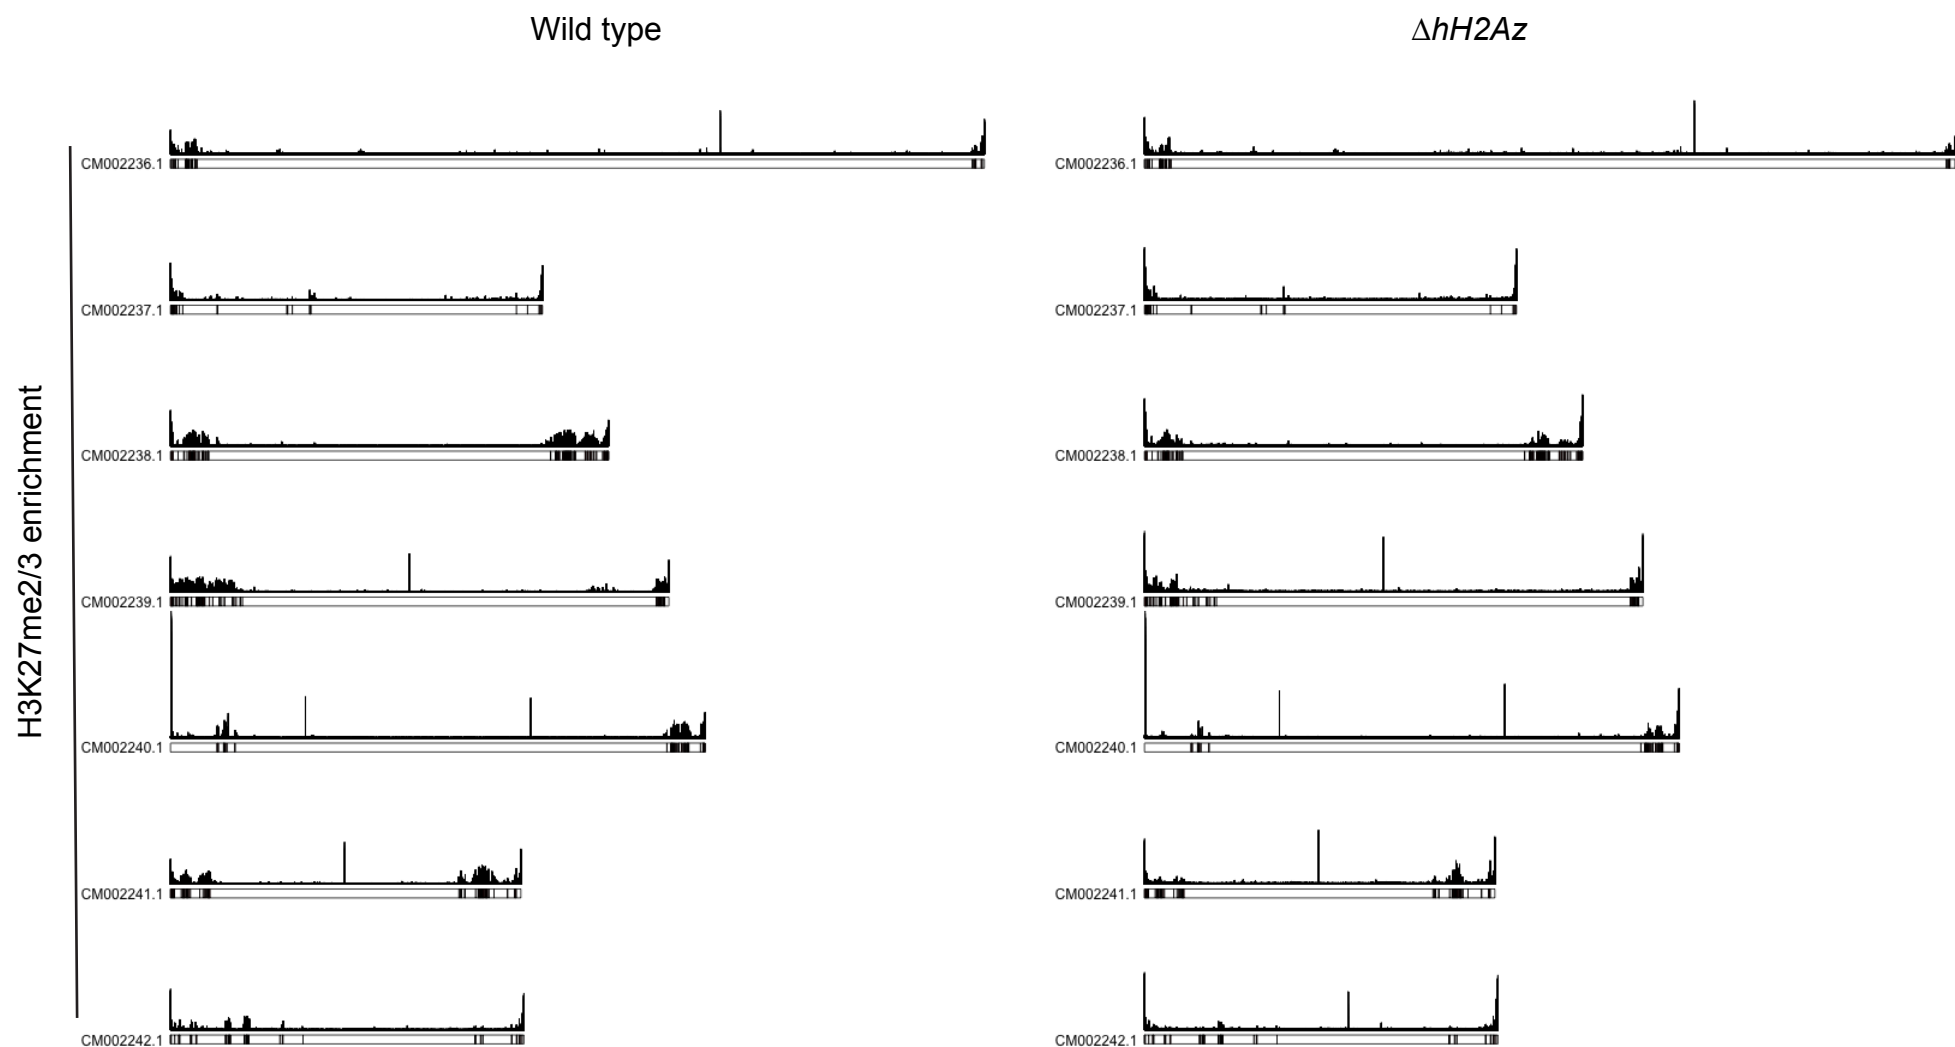 Wild type
ΔhH2Az
H3K27me2/3 enrichment
CM002236.1
CM002236.1
CM002237.1
CM002237.1
CM002238.1
CM002238.1
CM002239.1
CM002239.1
CM002240.1
CM002240.1
CM002241.1
CM002241.1
CM002242.1
CM002242.1